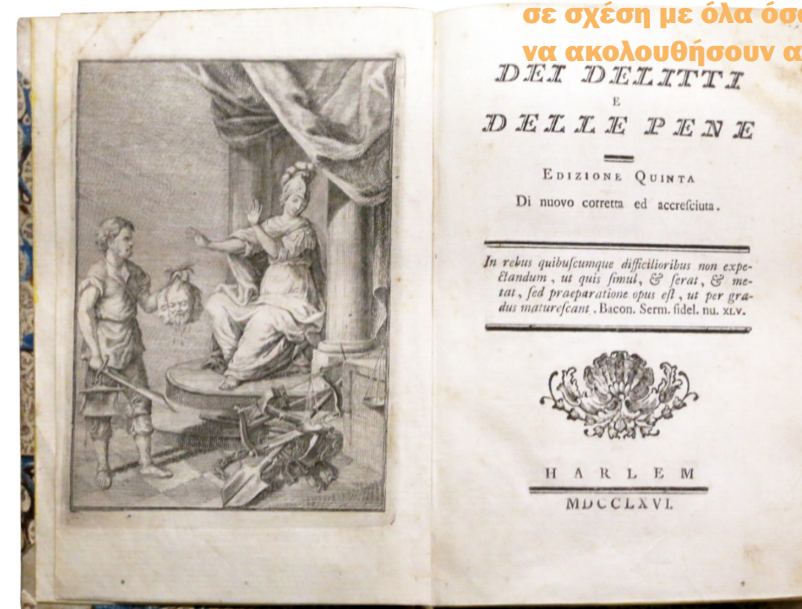 σε σχέση με όλα όσ
να ακολουθήσουν α
DEI DELITTI
E
DELLE PENE
EDIZIONE QUINTA
Di nuovo corretta ed accreſciuta.
In rebus quibuſcumque difficilioribus non expe-
ctandum, ut quis ſimul, & ſerat, & me-
tat, ſed praeparatione opus eſt, ut per gra-
dus matureſcant. Bacon. Serm. fidel. nu. XLV.
HARLEM
MDCCLXVI.